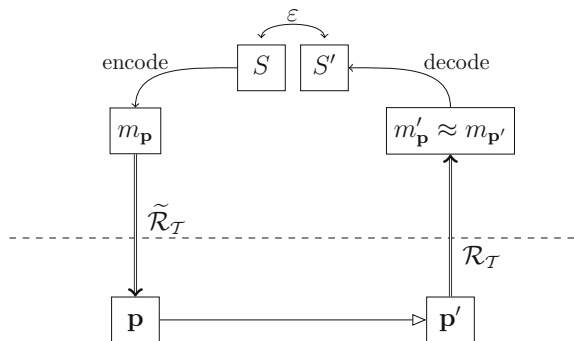 ε
encode S S′ decode
m_𝐩 m′_𝐩 ≈ m_𝐩′
R̃_T
R_T
𝐩 𝐩′